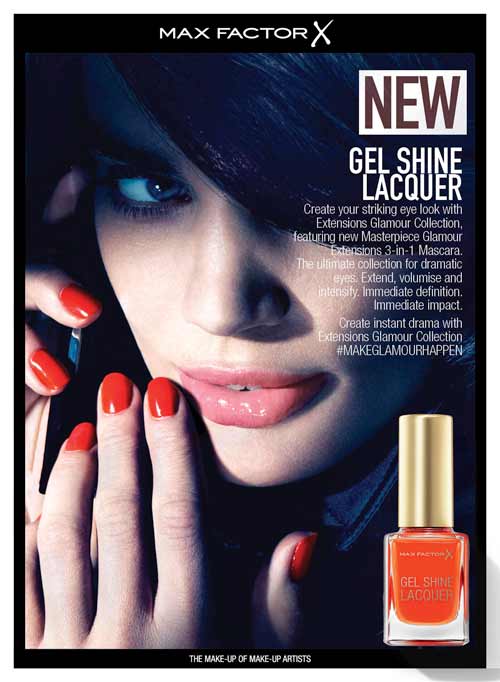 MAX FACTOR X
NEW
GEL SHINE
LACQUER
Create your striking eye look with
Extensions Glamour Collection,
featuring new Masterpiece Glamour
Extensions 3-in-1 Mascara.
The ultimate collection for dramatic
eyes. Extend, volumise and
intensify. Immediate definition.
Immediate impact.
Create instant drama with
Extensions Glamour Collection
#MAKEGLAMOURHAPPEN
MAX FACTOR X
GEL SHINE
LACQUER
THE MAKE-UP OF MAKE-UP ARTISTS